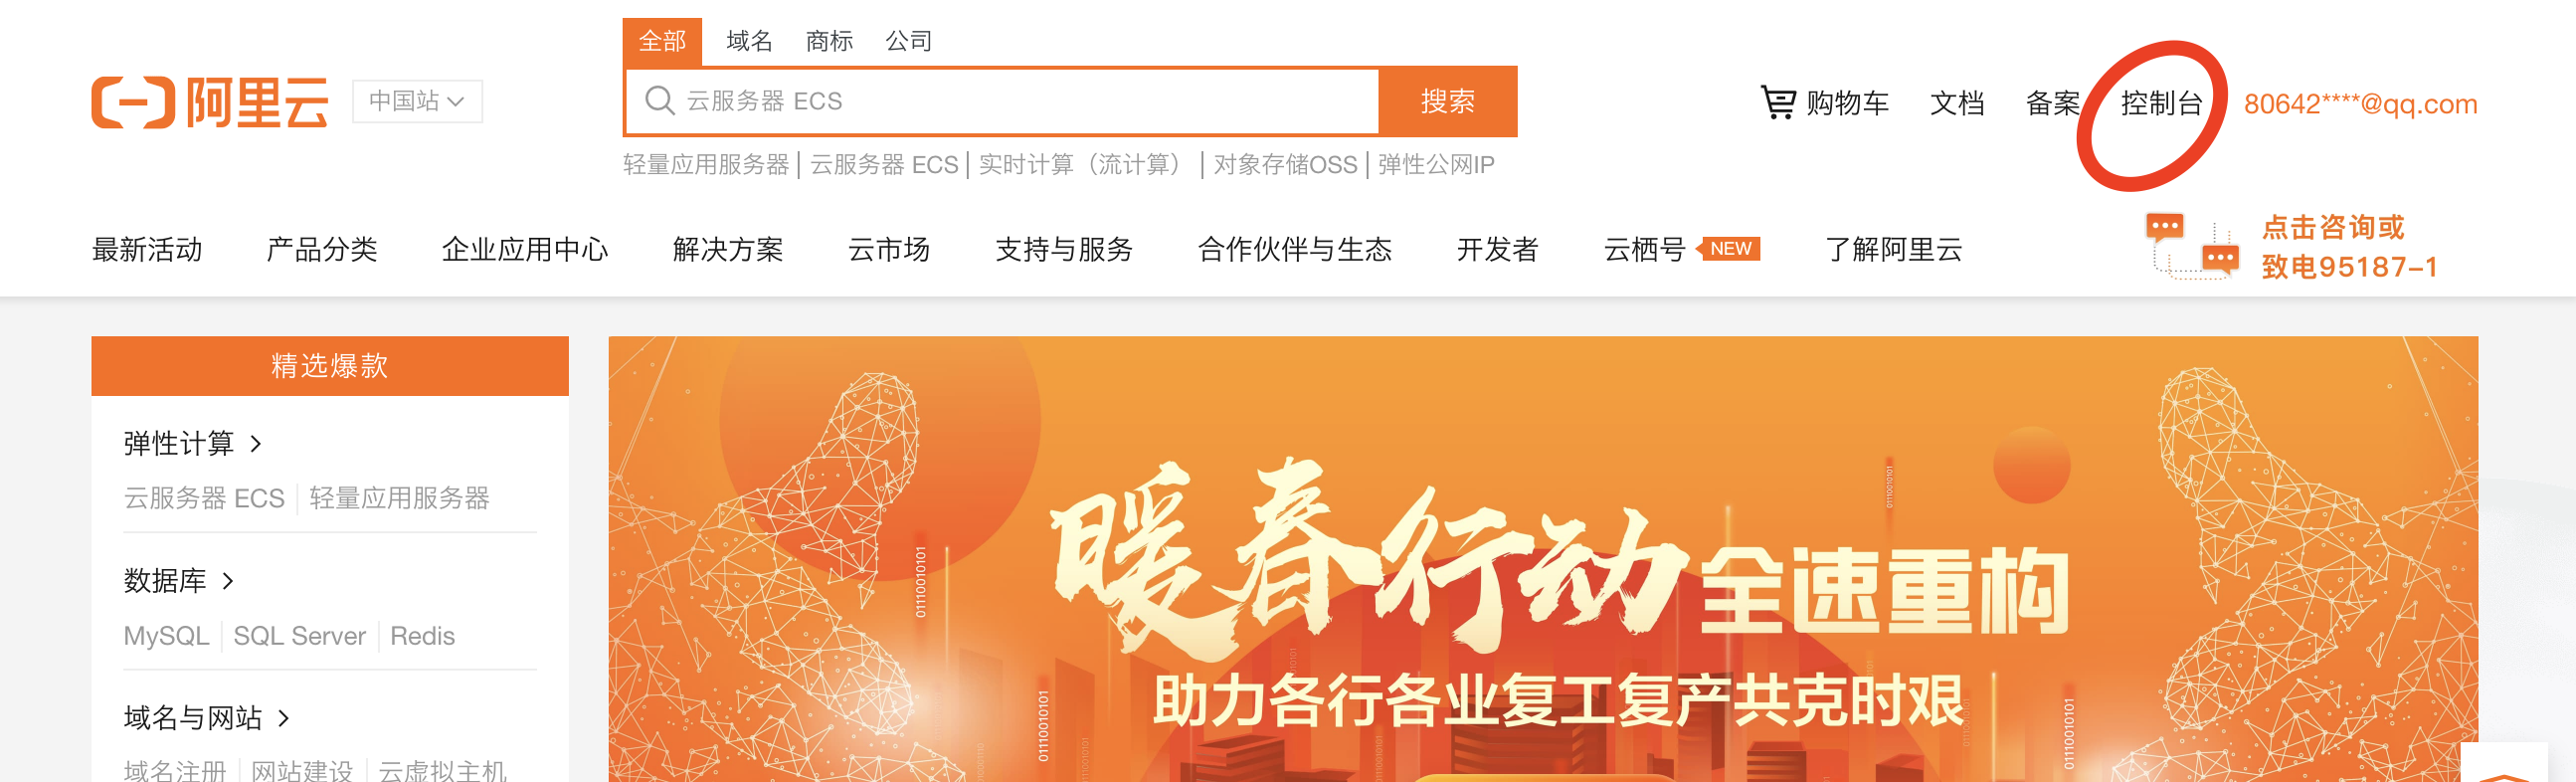 全部 域名 商标 公司
阿里云 中国站 云服务器 ECS 搜索 购物车 文档 备案 控制台 80642****@qq.com
轻量应用服务器 | 云服务器 ECS | 实时计算（流计算） | 对象存储OSS | 弹性公网IP
最新活动 产品分类 企业应用中心 解决方案 云市场 支持与服务 合作伙伴与生态 开发者 云栖号 NEW 了解阿里云
点击咨询或
致电95187-1
精选爆款
弹性计算 >
云服务器 ECS | 轻量应用服务器
数据库 >
MySQL | SQL Server | Redis
域名与网站 >
域名注册 | 网站建设 | 云虚拟主机
暖春行动全速重构
助力各行各业复工复产共克时艰
0111001010101